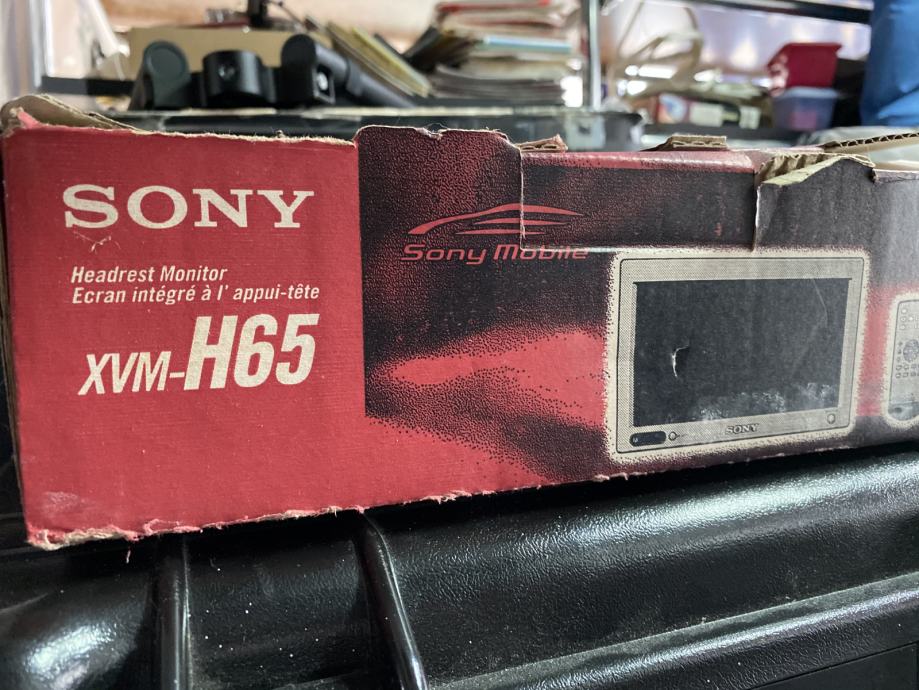 SONY
Headrest Monitor
Ecran intégré à l' appui-tête
XVM-H65
Sony Mobile
SONY